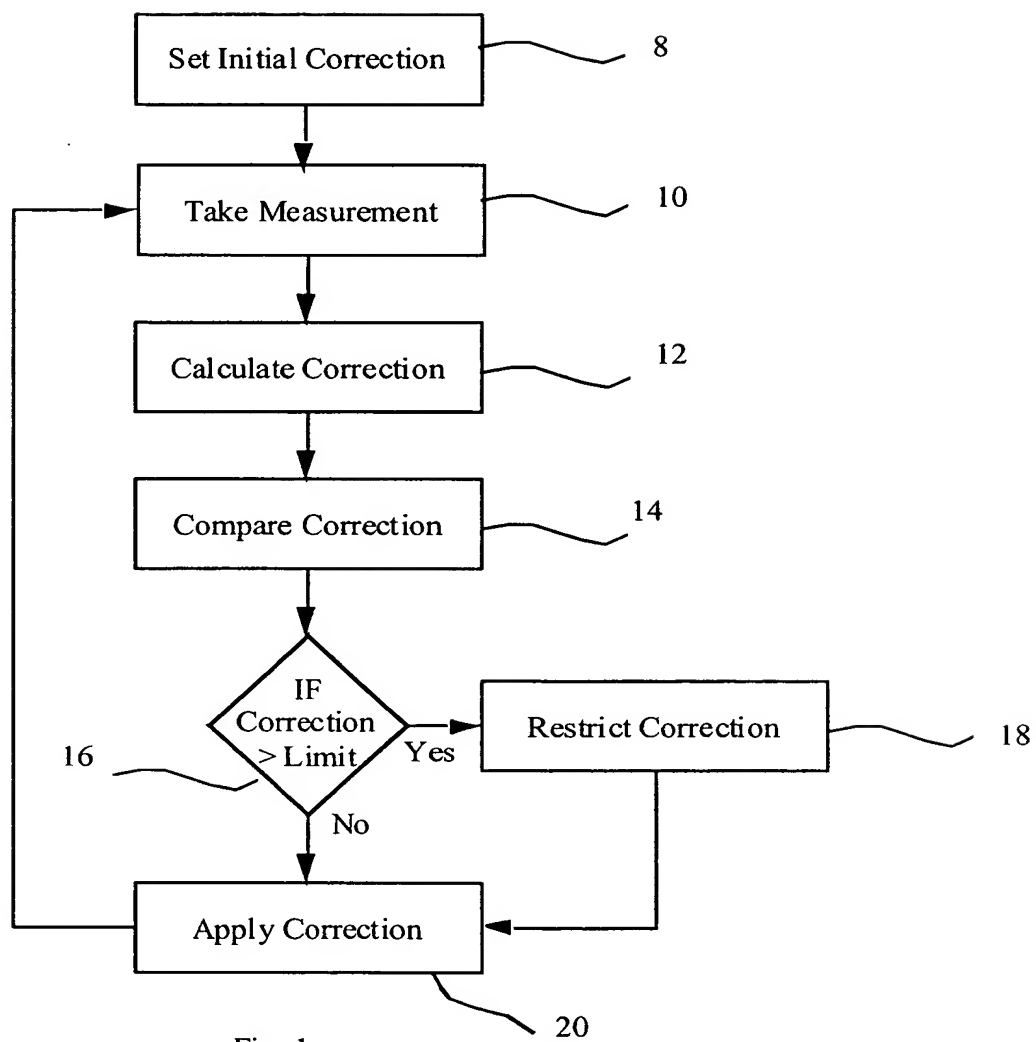 Set Initial Correction
8
Take Measurement
10
Calculate Correction
12
Compare Correction
14
IF
Correction
> Limit
16
Yes
Restrict Correction
18
No
Apply Correction
20